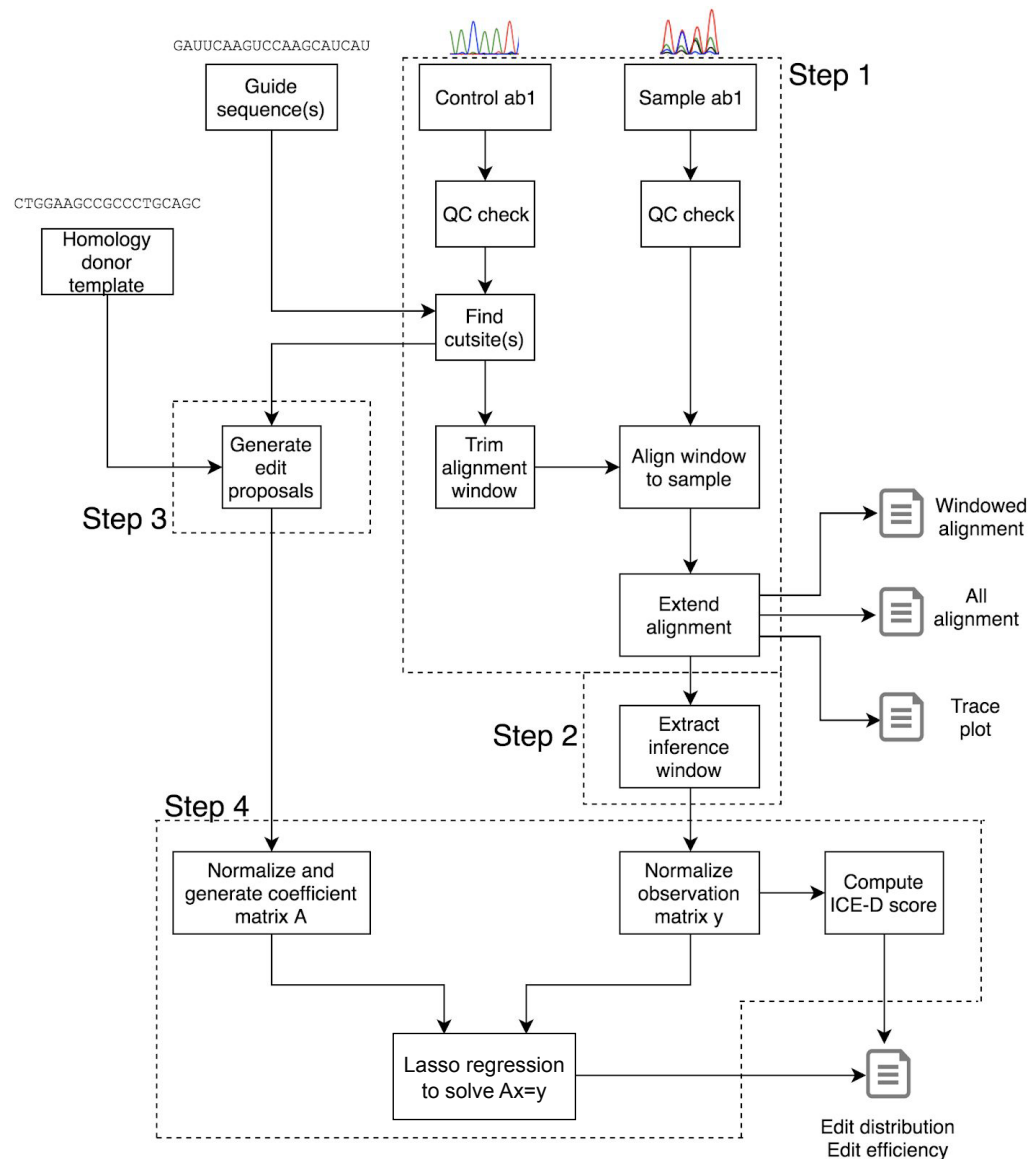 GAUUCAAGUCCAAGCAUCAU
Guide
sequence(s)
Control ab1
Sample ab1
Step 1
QC check
QC check
CTGGAAGCCGCCCTGCAGC
Homology
donor
template
Find
cutsite(s)
Generate
edit
proposals
Step 3
Trim
alignment
window
Align window
to sample
Extend
alignment
Windowed
alignment
All
alignment
Trace
plot
Step 2
Extract
inference
window
Step 4
Normalize and
generate coefficient
matrix A
Normalize
observation
matrix y
Compute
ICE-D score
Lasso regression
to solve Ax=y
Edit distribution
Edit efficiency